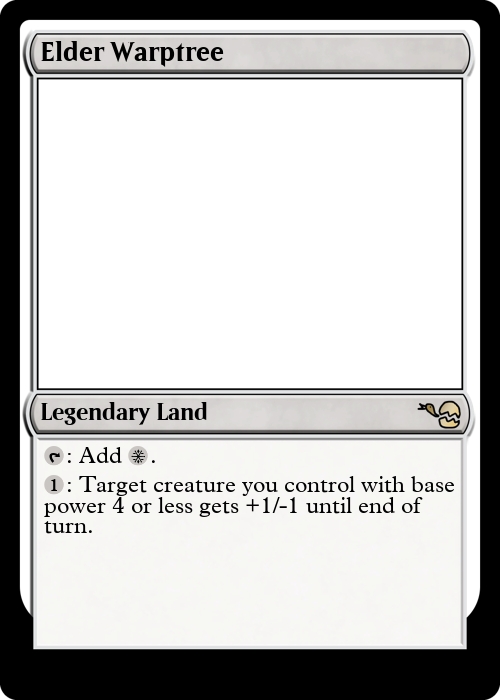 Elder Warptree
Legendary Land
: Add .
1: Target creature you control with base
power 4 or less gets +1/-1 until end of
turn.